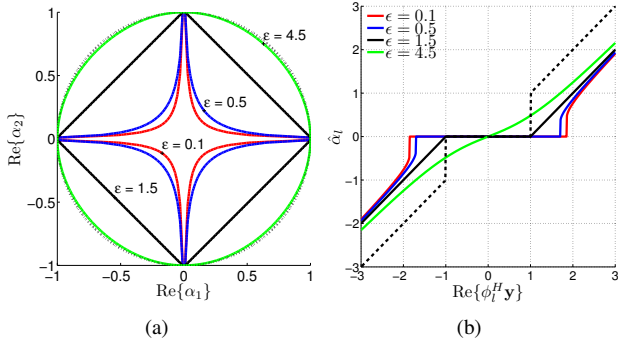 1
0.5
0
−0.5
−1
−1
−0.5
0
0.5
1
Re{α₂}
Re{α₁}
ε = 4.5
ε = 0.5
ε = 0.1
ε = 1.5
(a)
3
2
1
0
−1
−2
−3
−3
−2
−1
0
1
2
3
α̂_l
Re{ϕ_l^H y}
ϵ = 0.1
ϵ = 0.5
ϵ = 1.5
ϵ = 4.5
(b)